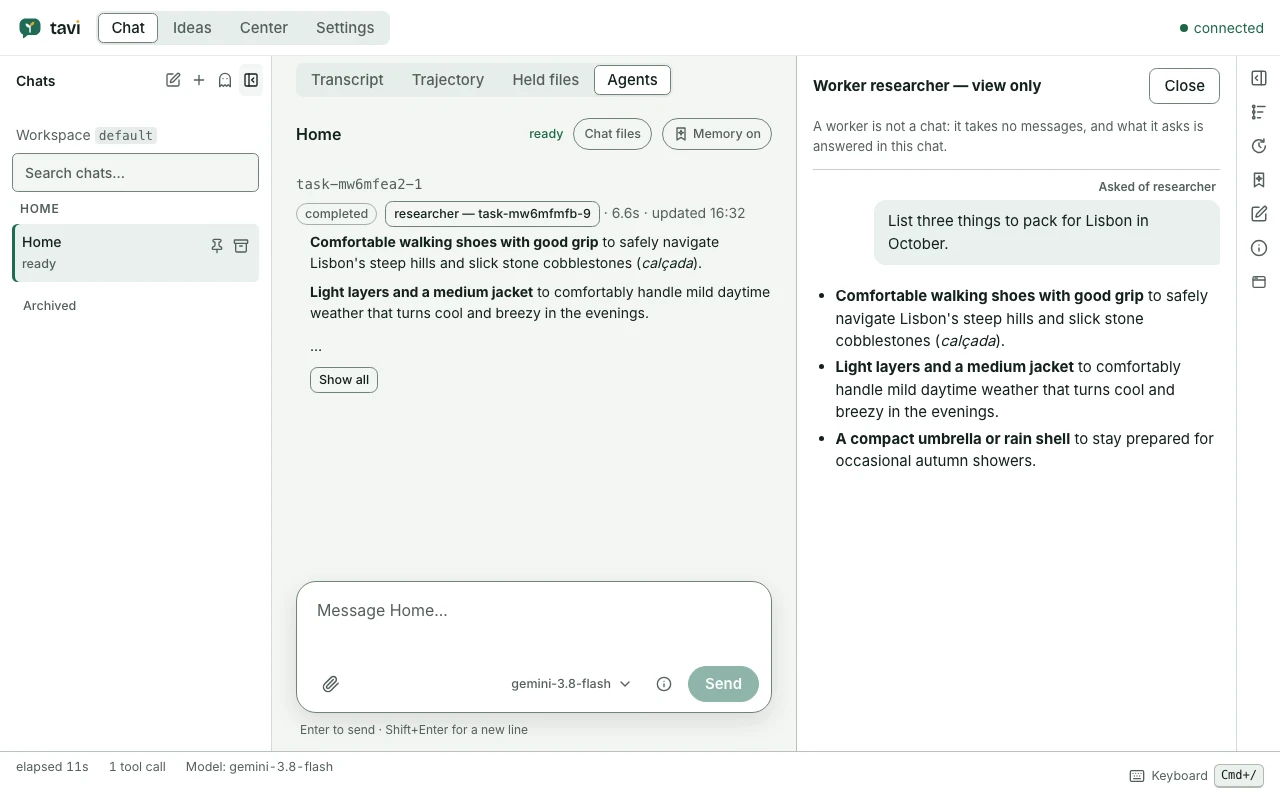 tavi
Chat
Ideas
Center
Settings
connected
Chats
Workspace default
Search chats...
HOME
Home
ready
Archived
Transcript
Trajectory
Held files
Agents
Home
ready
Chat files
Memory on
task-mw6mfea2-1
completed
researcher — task-mw6mfmfb-9
· 6.6s · updated 16:32
Comfortable walking shoes with good grip to safely navigate
Lisbon's steep hills and slick stone cobblestones (calçada).
Light layers and a medium jacket to comfortably handle mild daytime
weather that turns cool and breezy in the evenings.
...
Show all
Message Home...
gemini-3.8-flash
Send
Enter to send · Shift+Enter for a new line
Worker researcher — view only
Close
A worker is not a chat: it takes no messages, and what it asks is
answered in this chat.
Asked of researcher
List three things to pack for Lisbon in
October.
• Comfortable walking shoes with good grip to safely
navigate Lisbon's steep hills and slick stone
cobblestones (calçada).
• Light layers and a medium jacket to comfortably
handle mild daytime weather that turns cool and
breezy in the evenings.
• A compact umbrella or rain shell to stay prepared for
occasional autumn showers.
elapsed 11s
1 tool call
Model: gemini-3.8-flash
Keyboard
Cmd+/